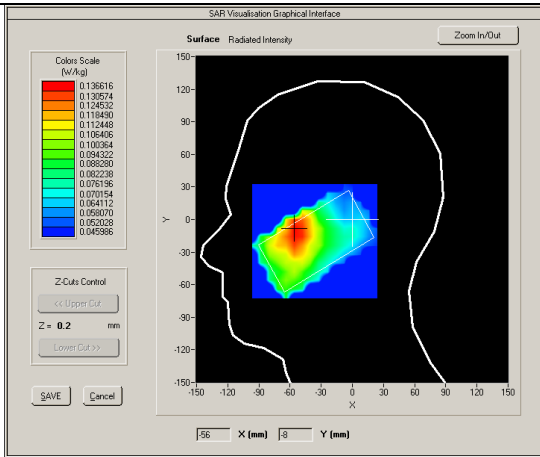 SAR Visualisation Graphical Interface
Surface Radiated Intensity
Zoom In/Out
Colors Scale
(W/kg)
0.136616
0.130574
0.124532
0.118490
0.112448
0.106406
0.100364
0.094322
0.088280
0.082238
0.076196
0.070154
0.064112
0.058070
0.052028
0.045986
Z-Cuts Control
<< Upper Cut
Z = 0.2 mm
Lower Cut >>
SAVE
Cancel
150
120
90
60
30
0
-30
-60
-90
-120
-150
Y
-150 -120 -90 -60 -30 0 30 60 90 120 150
X
-56 X (mm) -8 Y (mm)